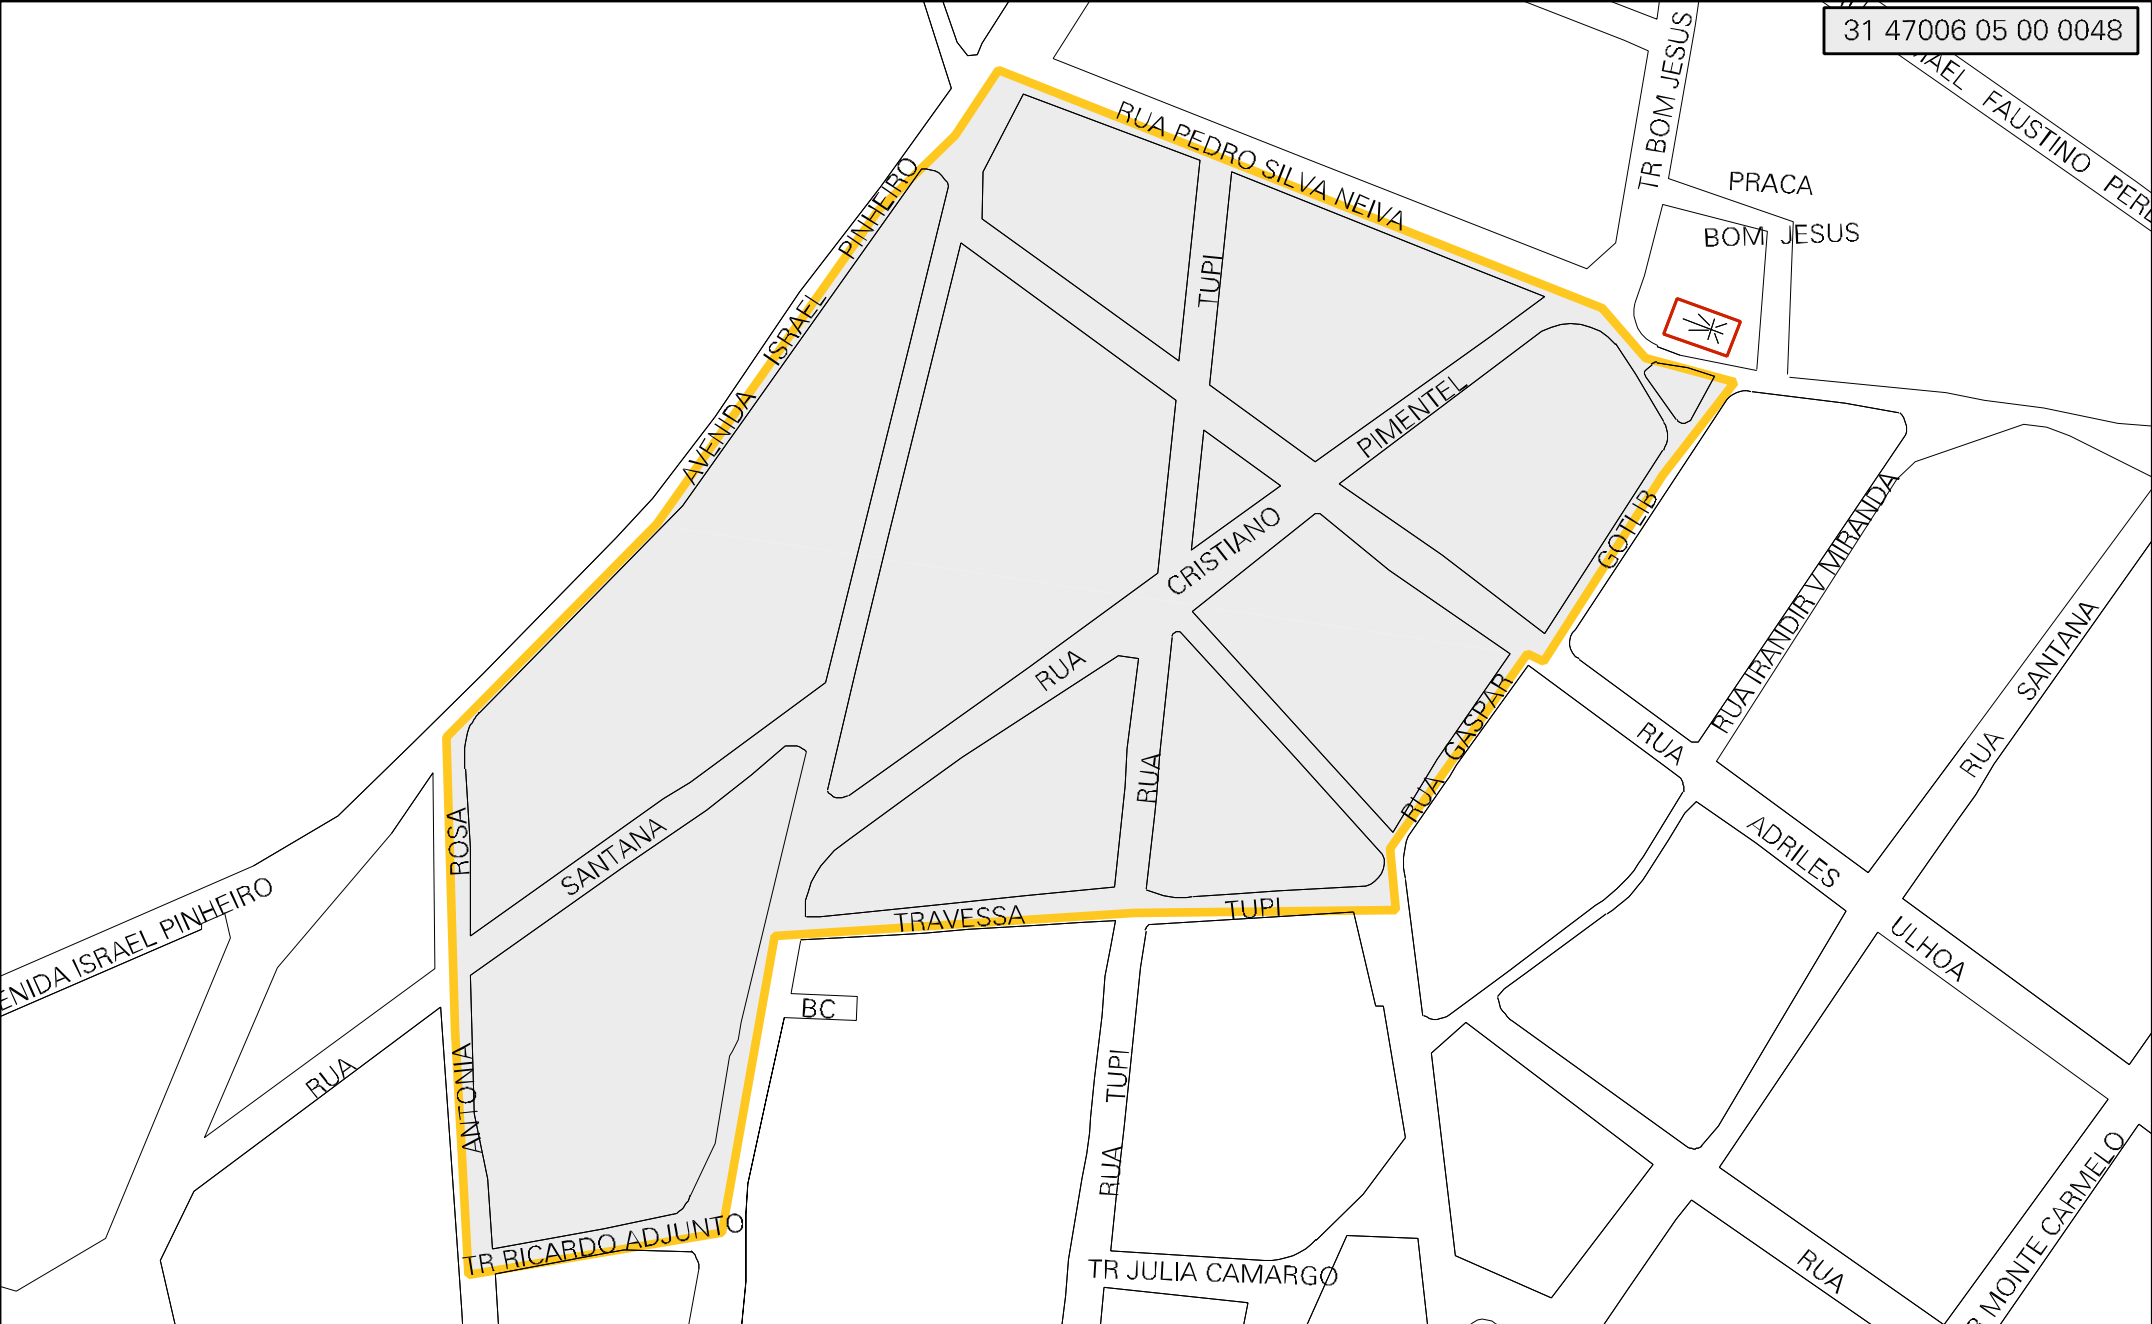 31 47006 05 00 0048
TR BOM JESUS
FAUSTINO
RUA PEDRO SILVA NEIVA
PRACA
BOM JESUS
AVENIDA ISRAEL PINHEIRO
TUPI
RUA CRISTIANO PIMENTEL
RUA GASPAR GOTLIB
RUA IRANDIR V MIRANDA
RUA SANTANA
RUA
RUA ADRILES ULHOA
ROSA
ANTONIA
SANTANA
RUA
TRAVESSA TUPI
ISRAEL PINHEIRO
BC
RUA TUPI
TR RICARDO ADJUNTO
TR JULIA CAMARGO
RUA
MONTE CARMELO